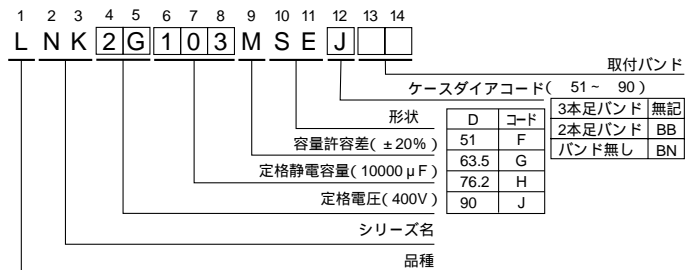 1 2 3 4 5 6 7 8 9 10 11 12 13 14
L N K 2 G 1 0 3 M S E J
取付バンド
ケースダイアコード( 51~ 90)
3本足バンド 無記
2本足バンド BB
バンド無し BN
形状
D コード
51 F
63.5 G
76.2 H
90 J
容量許容差(±20%)
定格静電容量(10000μF)
定格電圧(400V)
シリーズ名
品種